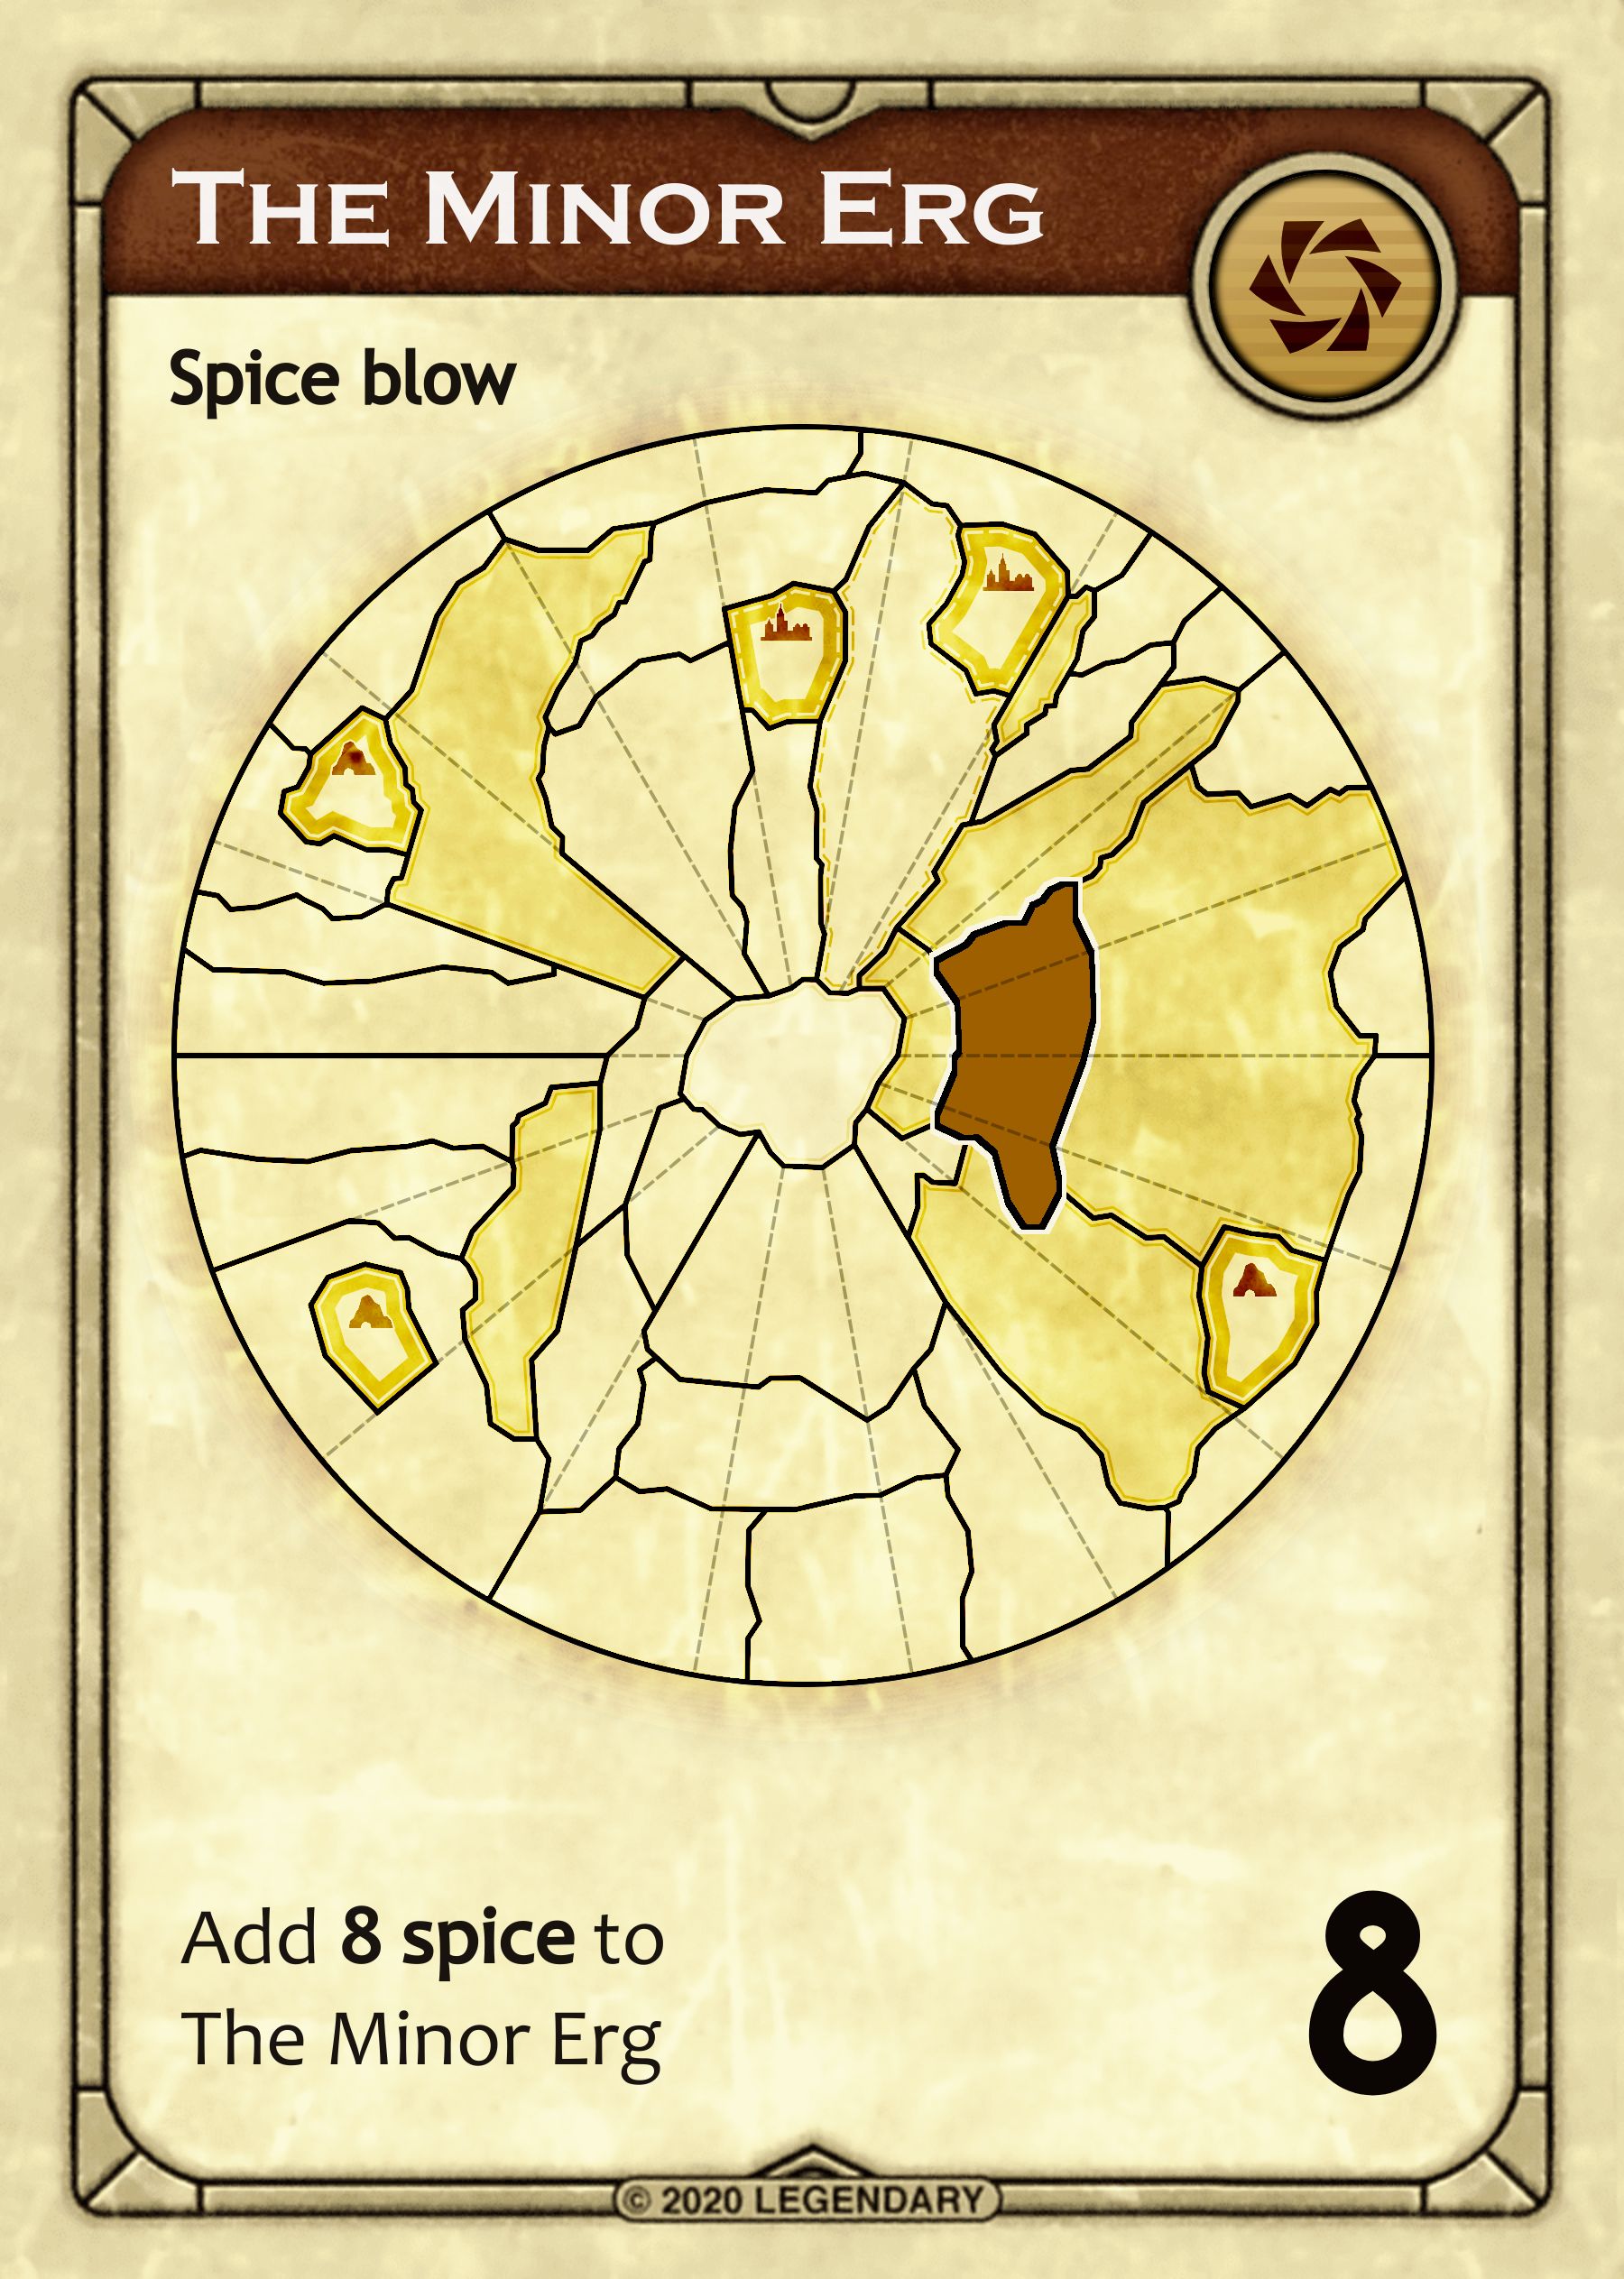 THE MINOR ERG
Spice blow
Add 8 spice to
The Minor Erg
8
© 2020 LEGENDARY